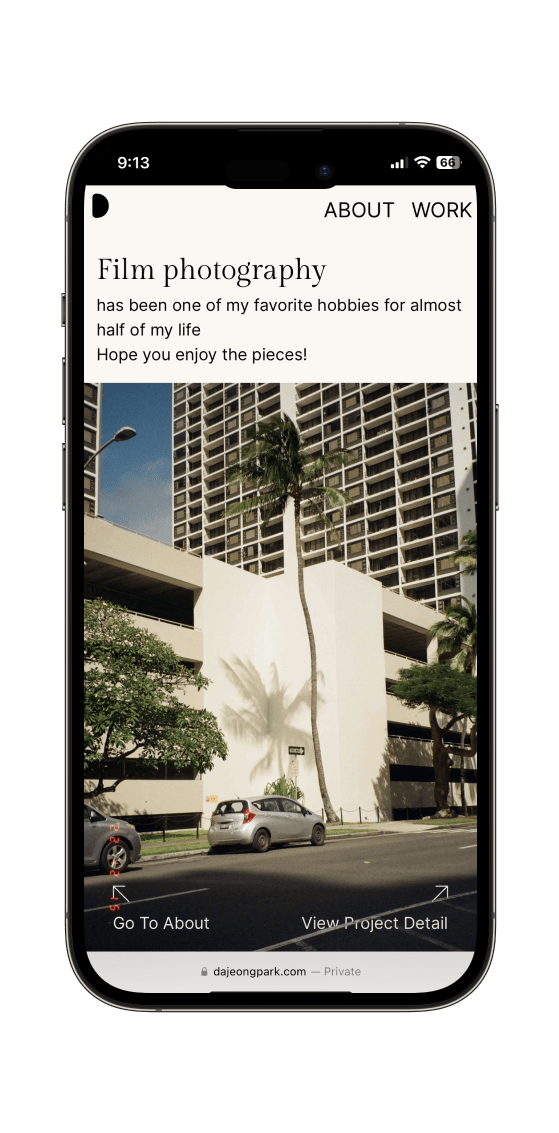 9:13
66
ABOUT WORK
Film photography
has been one of my favorite hobbies for almost
half of my life
Hope you enjoy the pieces!
Go To About
View Project Detail
dajeongpark.com — Private